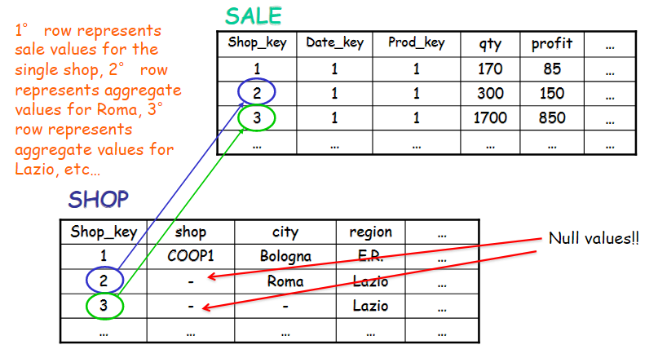 SALE
1° row represents
sale values for the
single shop, 2° row
represents aggregate
values for Roma, 3°
row represents
aggregate values for
Lazio, etc…
Shop_key Date_key Prod_key qty profit ...
1 1 1 170 85 ...
2 1 1 300 150 ...
3 1 1 1700 850 ...
... ... ... ... ... ...
SHOP
Shop_key shop city region ...
1 COOP1 Bologna E.R. ...
2 - Roma Lazio ...
3 - - Lazio ...
... ... ... ... ...
Null values!!